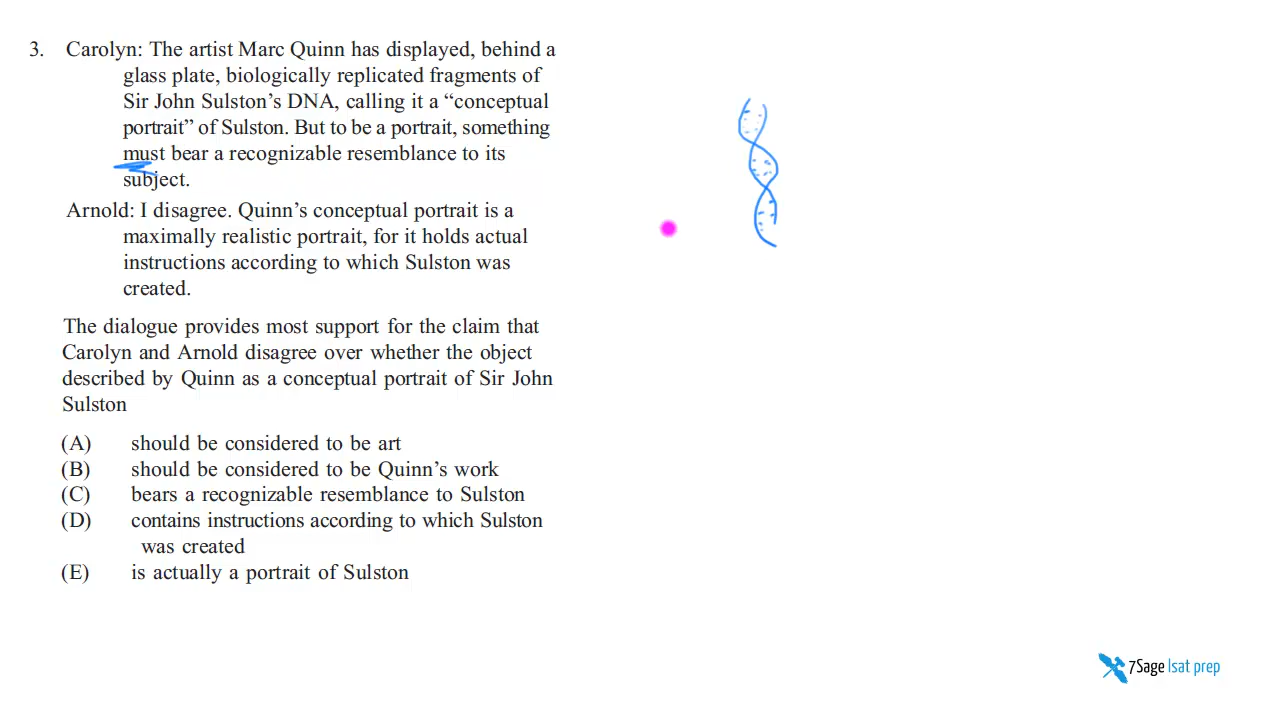 3. Carolyn: The artist Marc Quinn has displayed, behind a
glass plate, biologically replicated fragments of
Sir John Sulston’s DNA, calling it a “conceptual
portrait” of Sulston. But to be a portrait, something
must bear a recognizable resemblance to its
subject.
Arnold: I disagree. Quinn’s conceptual portrait is a
maximally realistic portrait, for it holds actual
instructions according to which Sulston was
created.
The dialogue provides most support for the claim that
Carolyn and Arnold disagree over whether the object
described by Quinn as a conceptual portrait of Sir John
Sulston
(A) should be considered to be art
(B) should be considered to be Quinn’s work
(C) bears a recognizable resemblance to Sulston
(D) contains instructions according to which Sulston
was created
(E) is actually a portrait of Sulston
7Sage lsat prep